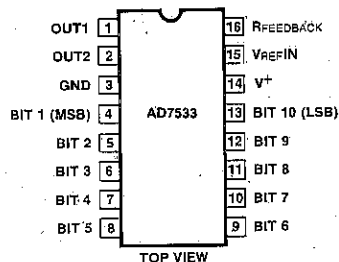 OUT1 1 16 RFEEDBACK
OUT2 2 15 VREFIN
GND 3 14 V+
BIT 1 (MSB) 4 AD7533 13 BIT 10 (LSB)
BIT 2 5 12 BIT 9
BIT 3 6 11 BIT 8
BIT 4 7 10 BIT 7
BIT 5 8 9 BIT 6
TOP VIEW